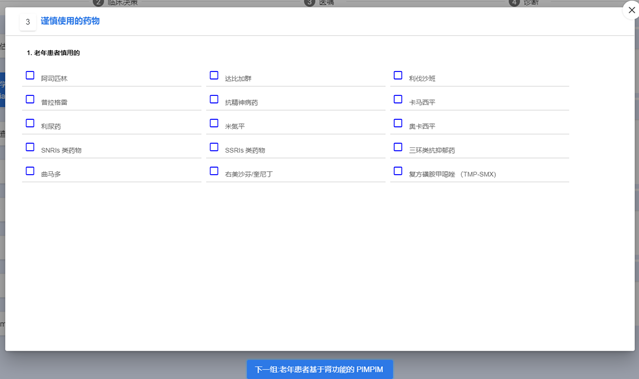 2 临床决策 3 医嘱 4 诊断
3 谨慎使用的药物
1. 老年患者慎用的
阿司匹林 达比加群 利伐沙班
普拉格雷 抗精神病药 卡马西平
利尿药 米氮平 奥卡西平
SNRIs 类药物 SSRIs 类药物 三环类抗抑郁药
曲马多 右美沙芬/奎尼丁 复方磺胺甲噁唑 （TMP-SMX）
下一组:老年患者基于肾功能的 PIMPIM